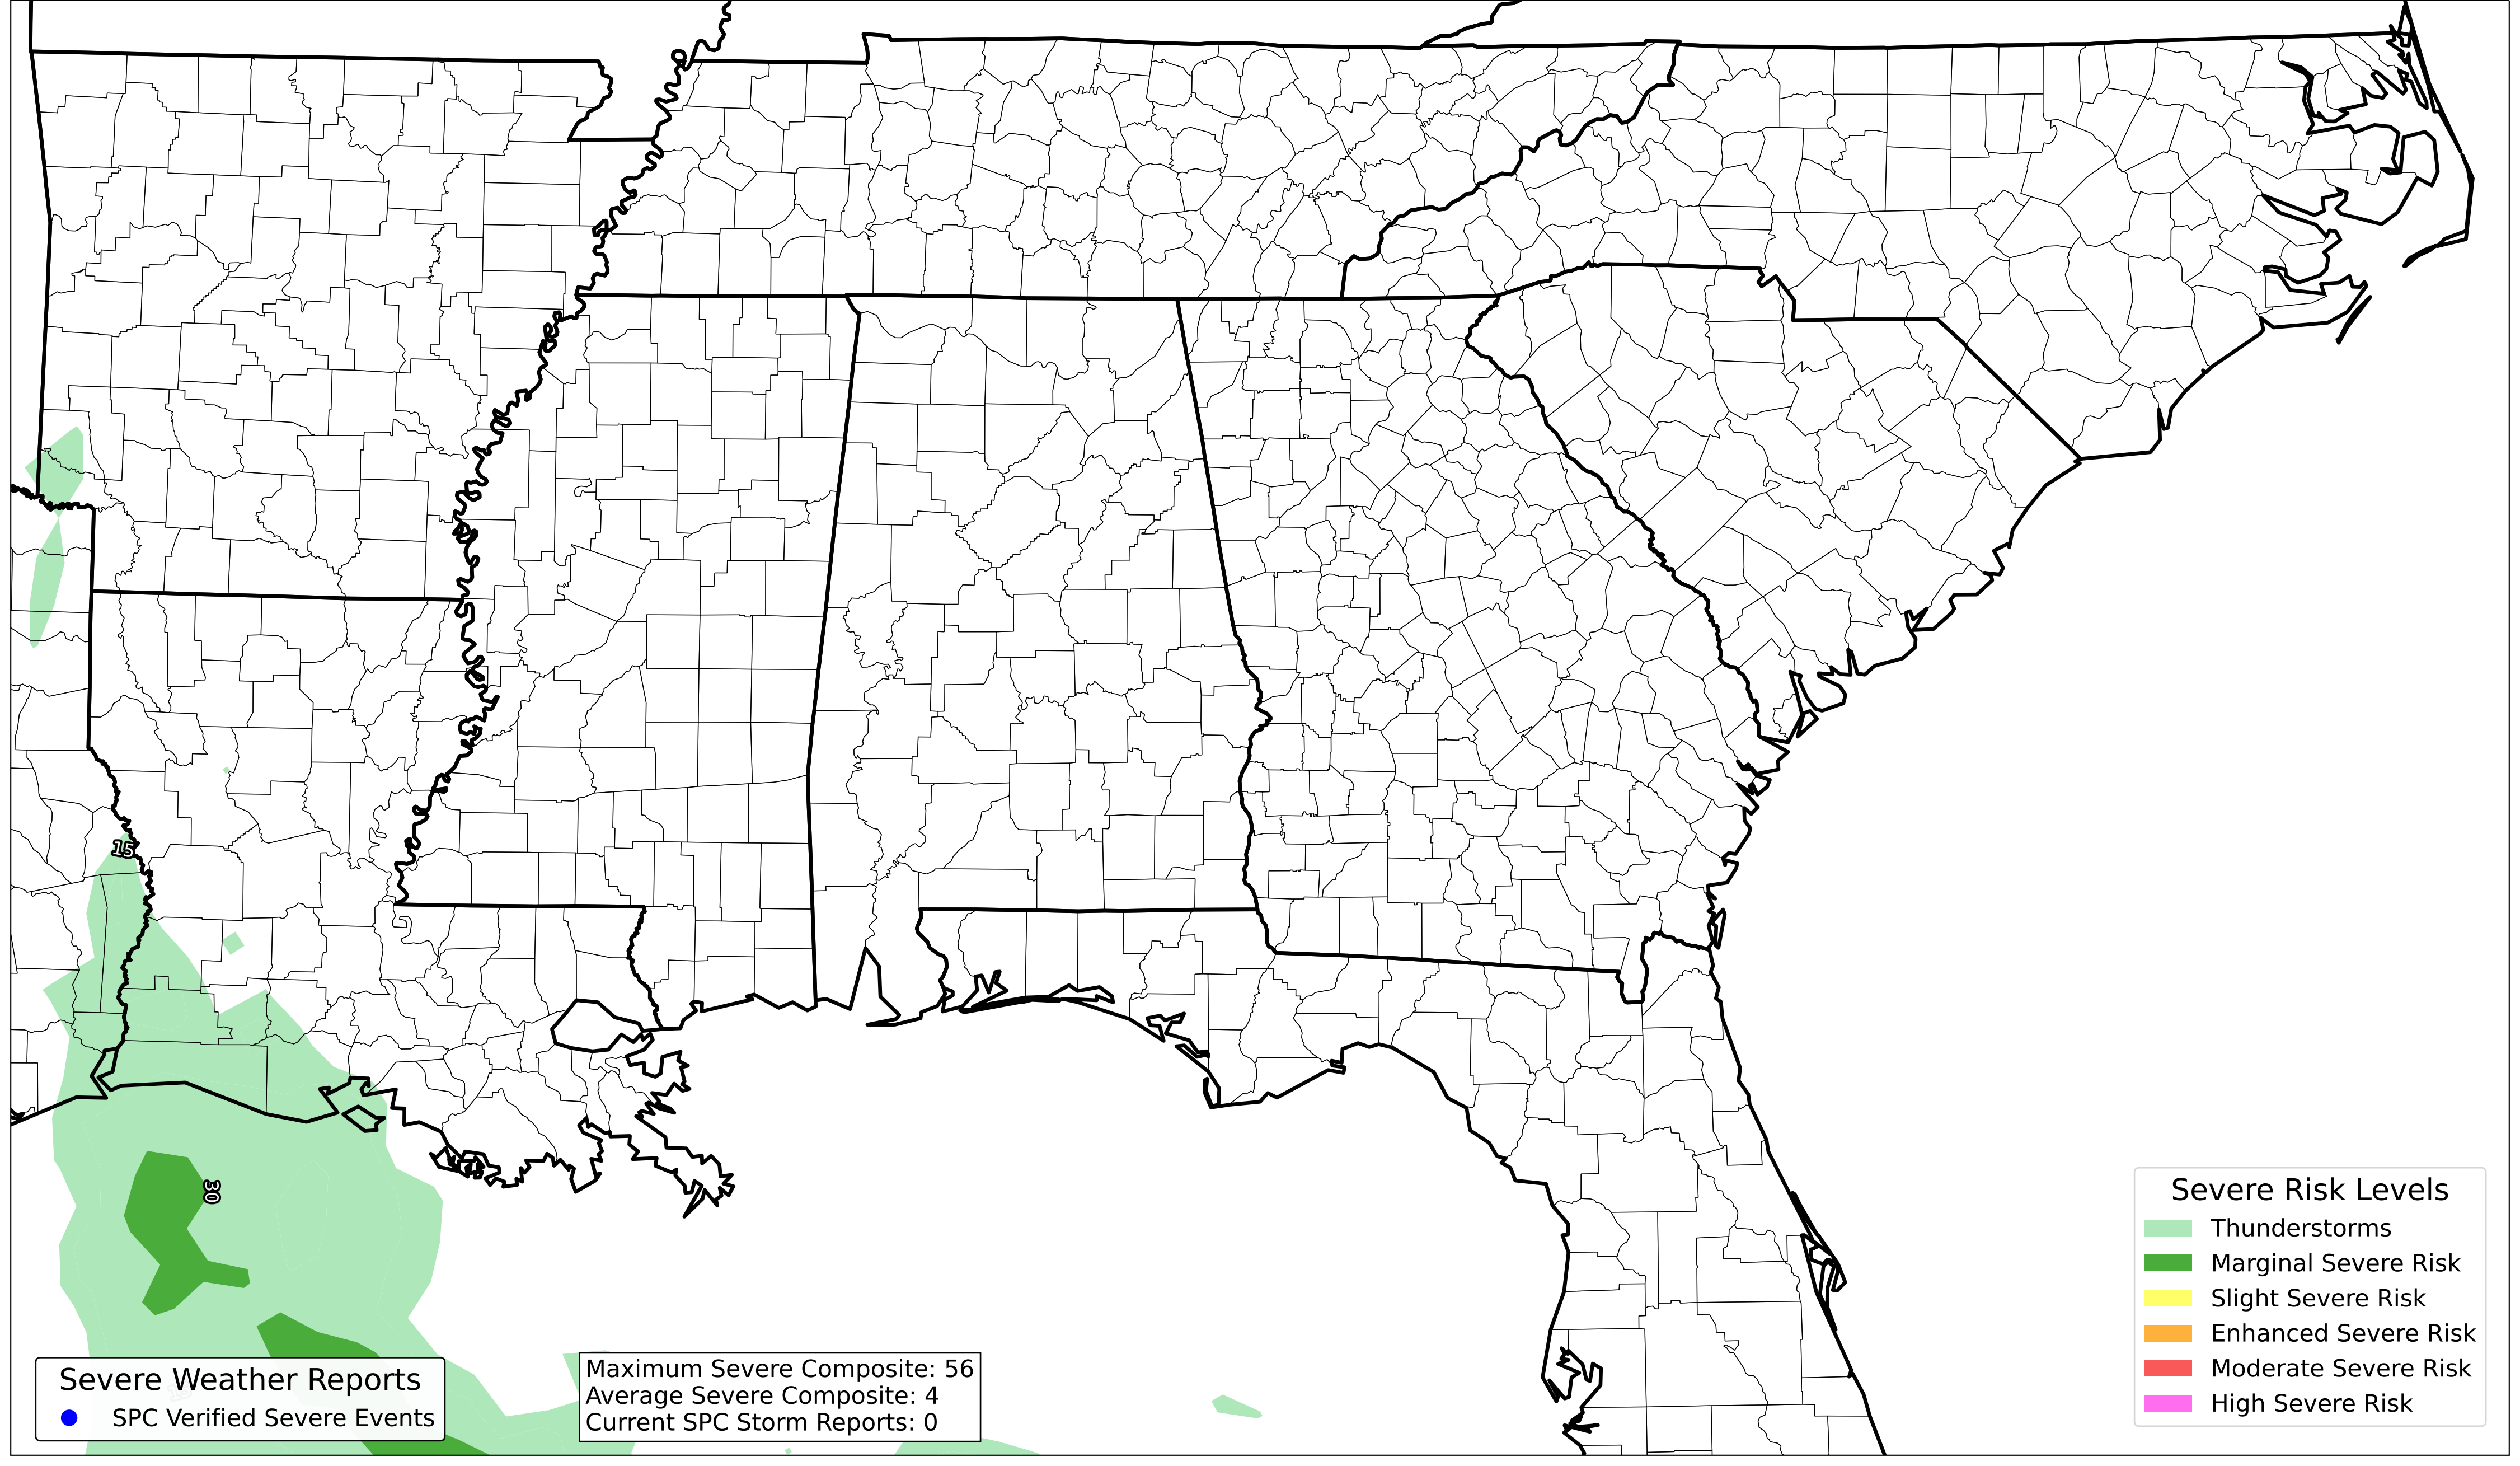 15
30
Severe Weather Reports
SPC Verified Severe Events
Maximum Severe Composite: 56
Average Severe Composite: 4
Current SPC Storm Reports: 0
Severe Risk Levels
Thunderstorms
Marginal Severe Risk
Slight Severe Risk
Enhanced Severe Risk
Moderate Severe Risk
High Severe Risk